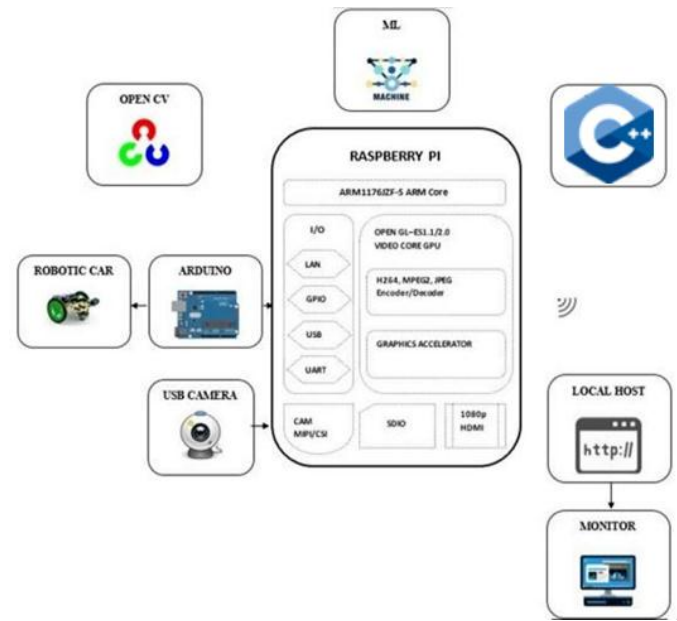 ML
MACHINE
OPEN CV
C++
RASPBERRY PI
ARM1176JZF-S ARM Core
I/O
LAN
GPIO
USB
UART
OPEN GL-ES1.1/2.0
VIDEO CORE GPU
H264, MPEG2, JPEG
Encoder/Decoder
GRAPHICS ACCELERATOR
ROBOTIC CAR
ARDUINO
USB CAMERA
CAM
MIPI/CSI
SDIO
1080p
HDMI
LOCAL HOST
http://
MONITOR